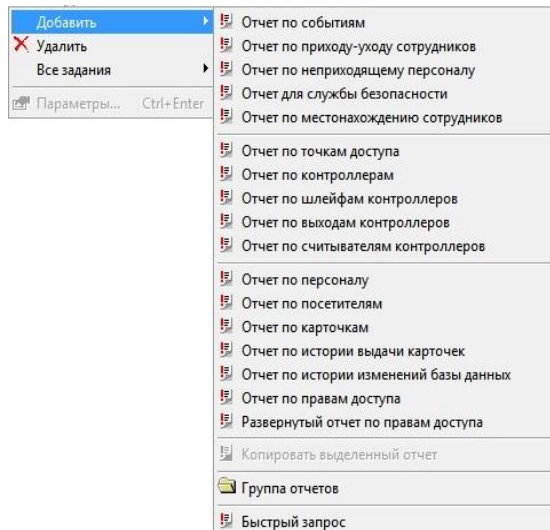 Добавить
Удалить
Все задания
Параметры... Ctrl+Enter
Отчет по событиям
Отчет по приходу-уходу сотрудников
Отчет по неприходящему персоналу
Отчет для службы безопасности
Отчет по местонахождению сотрудников
Отчет по точкам доступа
Отчет по контроллерам
Отчет по шлейфам контроллеров
Отчет по выходам контроллеров
Отчет по считывателям контроллеров
Отчет по персоналу
Отчет по посетителям
Отчет по карточкам
Отчет по истории выдачи карточек
Отчет по истории изменений базы данных
Отчет по правам доступа
Развернутый отчет по правам доступа
Копировать выделенный отчет
Группа отчетов
Быстрый запрос